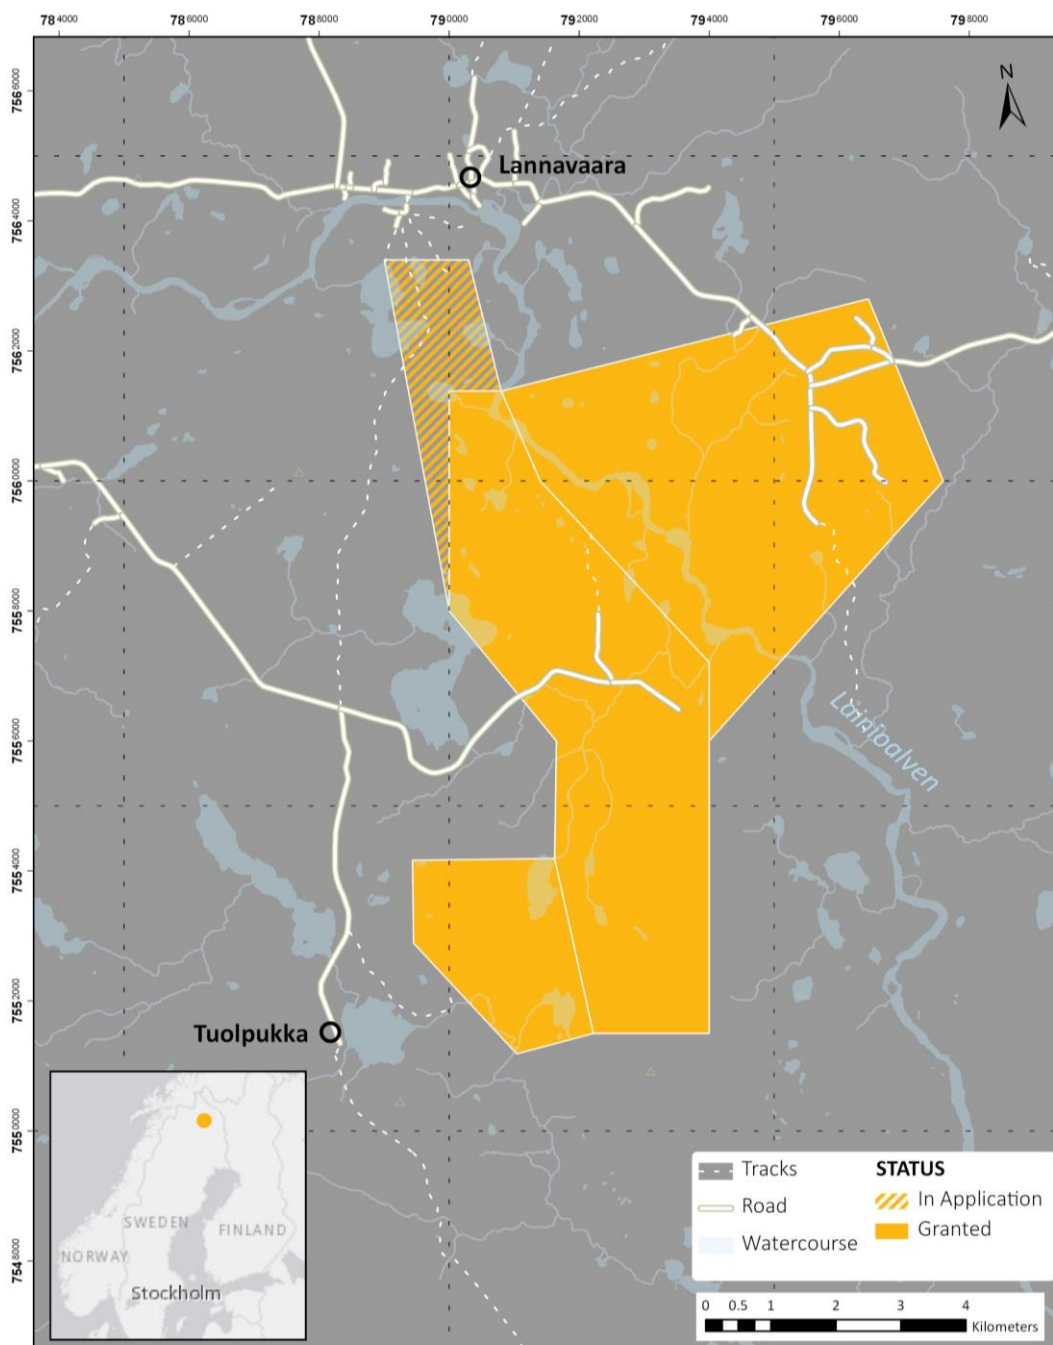 784000 786000 788000 790000 792000 794000 796000 798000
7566000
7564000
7562000
7560000
7558000
7556000
7554000
7552000
7550000
7548000
N
Lannavaara
Lainioalven
Tuolpukka
SWEDEN
FINLAND
NORWAY
Stockholm
Tracks
Road
Watercourse
STATUS
In Application
Granted
0 0.5 1 2 3 4
Kilometers